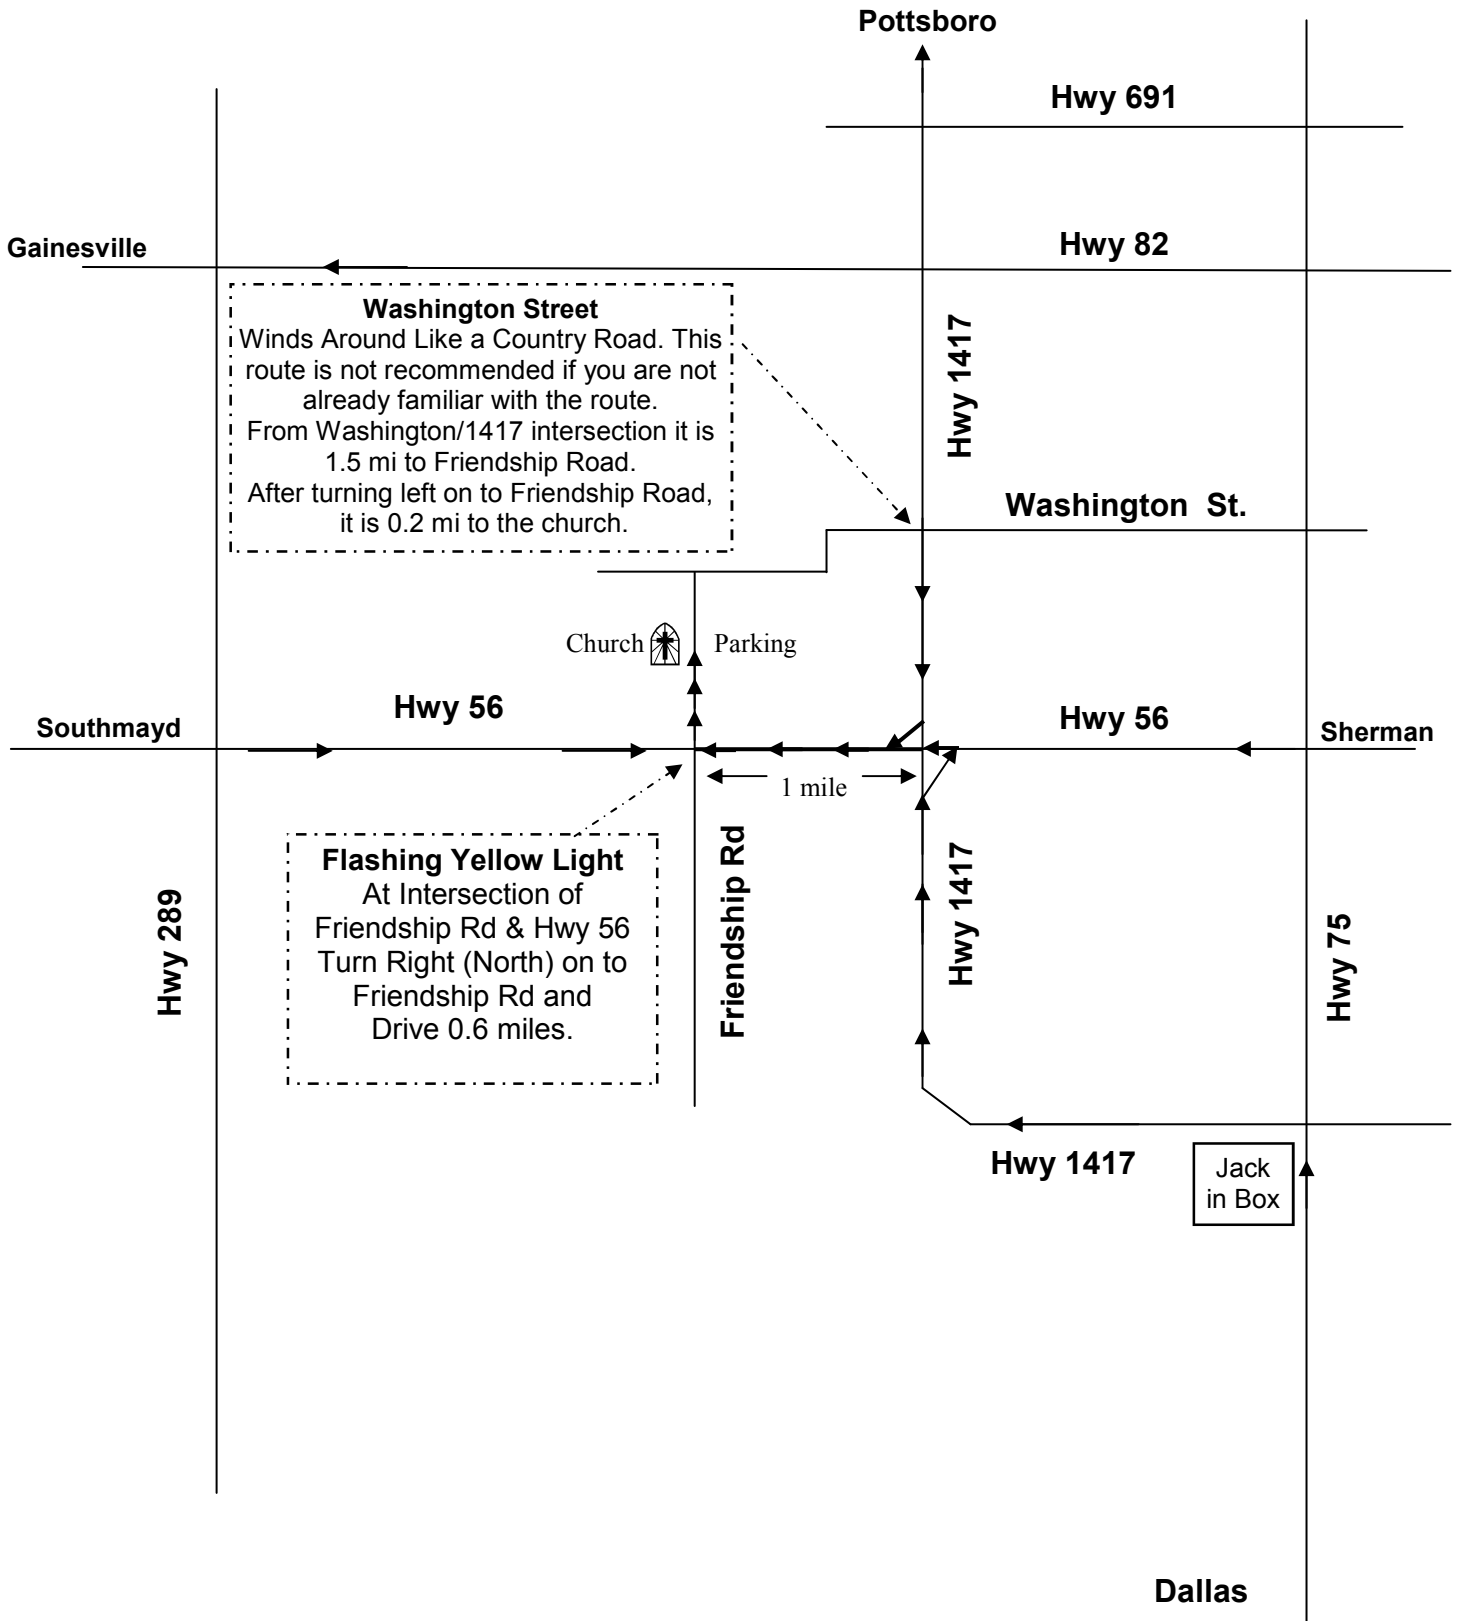 Pottsboro
Hwy 691
Gainesville
Hwy 82
Washington Street
Winds Around Like a Country Road. This
route is not recommended if you are not
already familiar with the route.
From Washington/1417 intersection it is
1.5 mi to Friendship Road.
After turning left on to Friendship Road,
it is 0.2 mi to the church.
Hwy 1417
Washington St.
Church
Parking
Hwy 56
Southmayd
Hwy 56
Sherman
1 mile
Flashing Yellow Light
At Intersection of
Friendship Rd & Hwy 56
Turn Right (North) on to
Friendship Rd and
Drive 0.6 miles.
Hwy 289
Friendship Rd
Hwy 1417
Hwy 75
Hwy 1417
Jack
in Box
Dallas